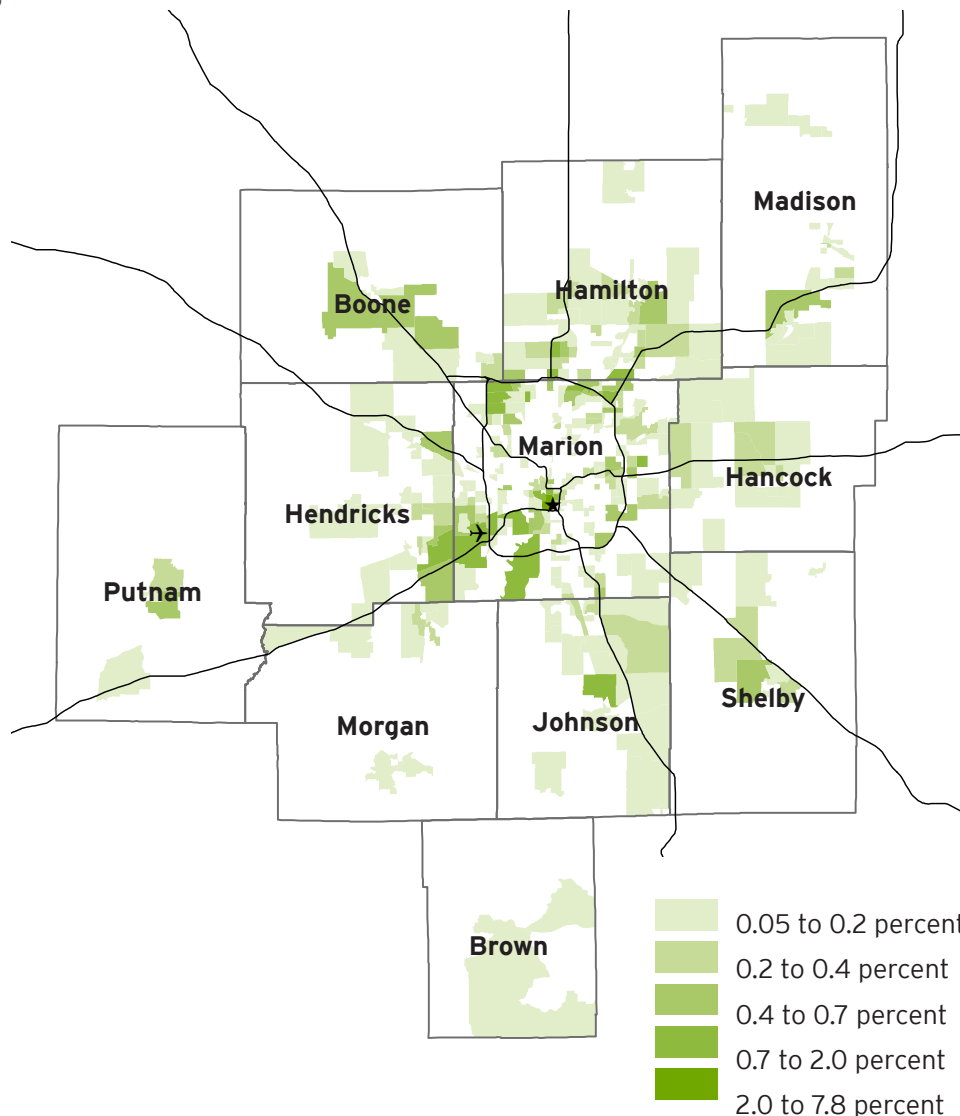 Madison
Hamilton
Boone
Marion
Hancock
Hendricks
Putnam
Shelby
Johnson
Morgan
Brown
0.05 to 0.2 percent
0.2 to 0.4 percent
0.4 to 0.7 percent
0.7 to 2.0 percent
2.0 to 7.8 percent